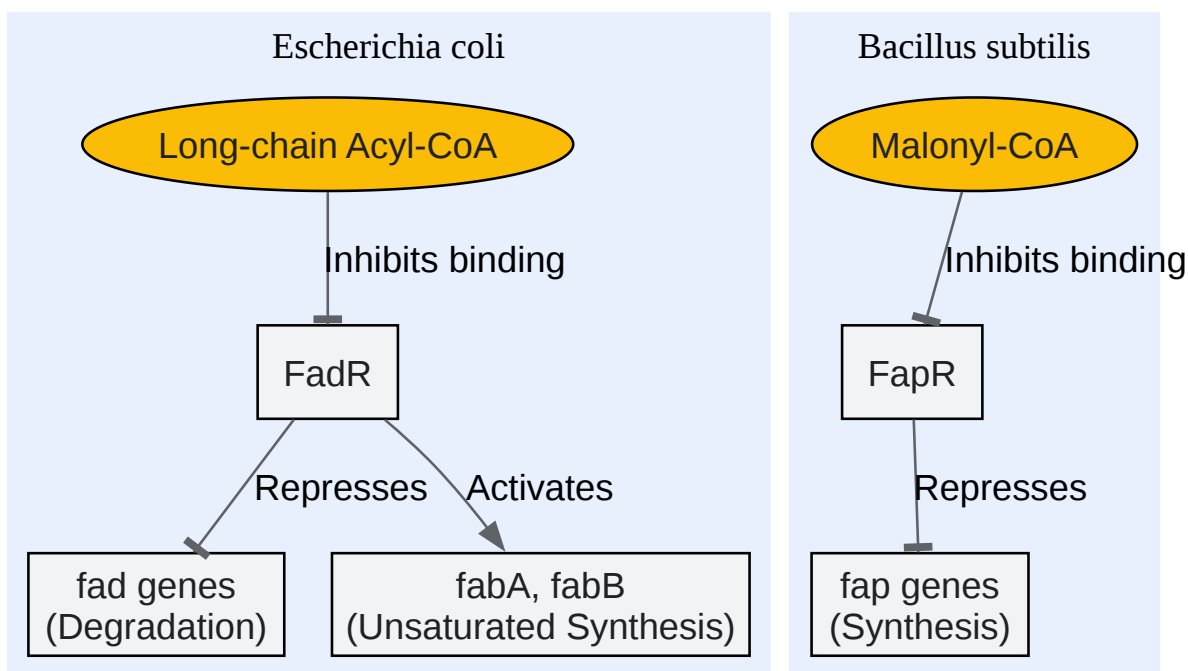 Escherichia coli
Long-chain Acyl-CoA
Inhibits binding
FadR
Represses
Activates
fad genes
(Degradation)
fabA, fabB
(Unsaturated Synthesis)
Bacillus subtilis
Malonyl-CoA
Inhibits binding
FapR
Represses
fap genes
(Synthesis)